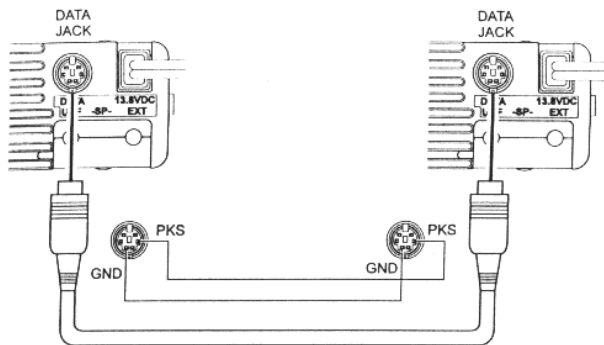 DATA
JACK
DATA
JACK
13.8VDC
-SP- EXT
13.8VDC
-SP- EXT
PKS
PKS
GND
GND